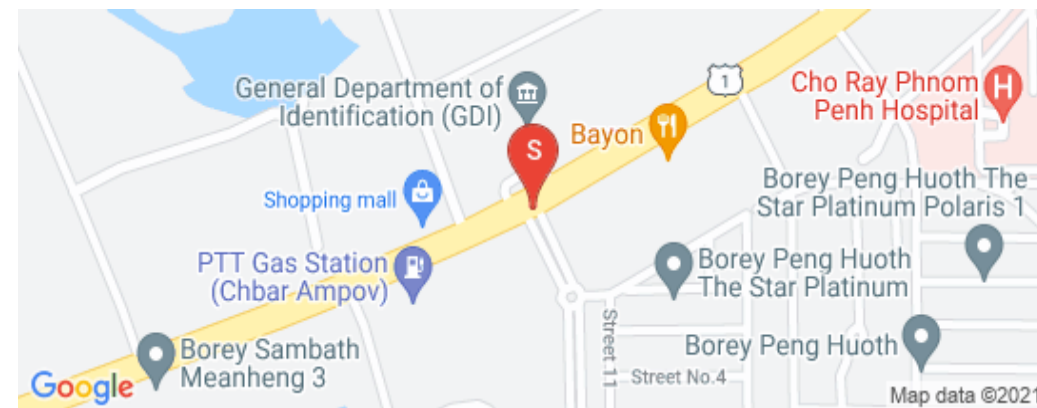 General Department of
Identification (GDI)
1
Cho Ray Phnom
Penh Hospital
H
S
Bayon
Shopping mall
Borey Peng Huoth The
Star Platinum Polaris 1
PTT Gas Station
(Chbar Ampov)
Borey Peng Huoth
The Star Platinum
Street 11
Borey Sambath
Meanheng 3
Borey Peng Huoth
Street No.4
Google
Map data ©2021